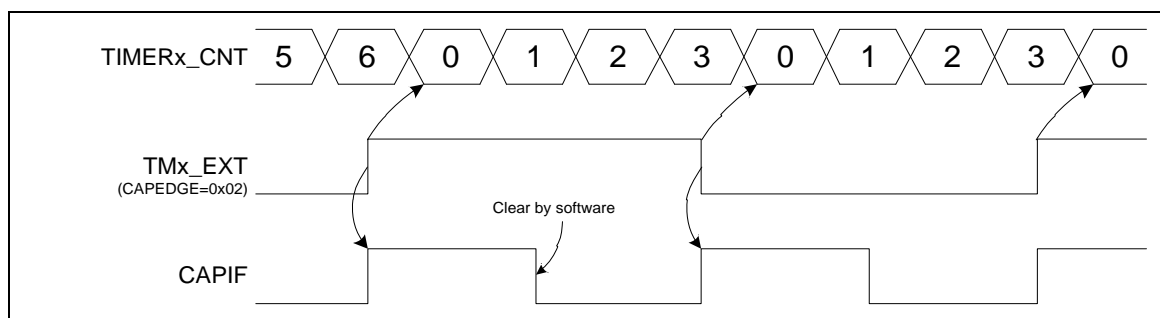 TIMERx_CNT 5 6 0 1 2 3 0 1 2 3 0
TMx_EXT
(CAPEDGE=0x02)
Clear by software
CAPIF